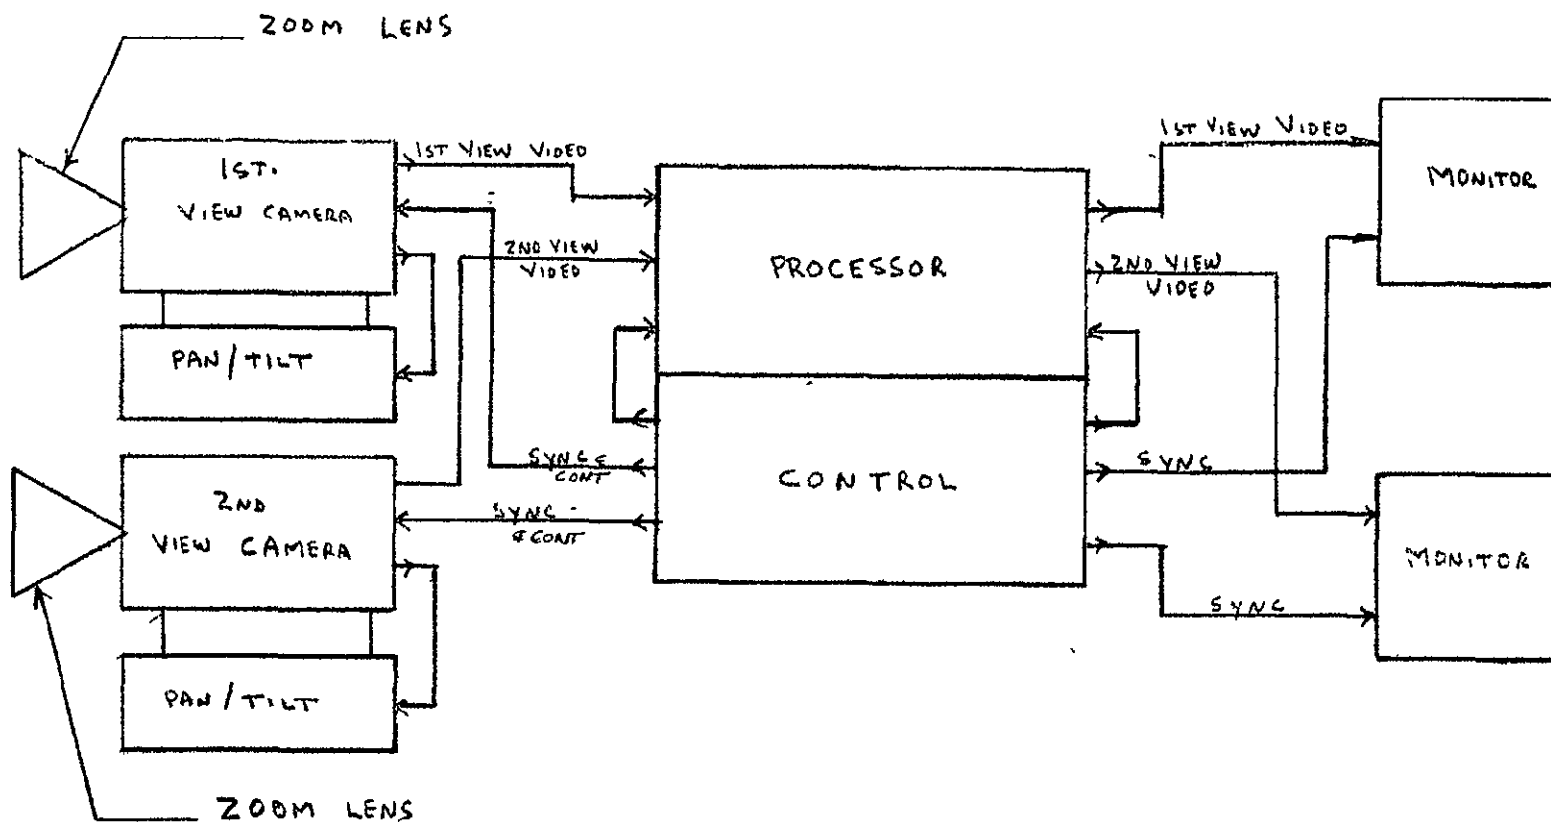 ZOOM LENS
1ST.
VIEW CAMERA
PAN/TILT
2ND
VIEW CAMERA
PAN/TILT
ZOOM LENS
1ST VIEW VIDEO
2ND VIEW
VIDEO
SYNC &
CONT
SYNC
& CONT
PROCESSOR
CONTROL
1ST VIEW VIDEO
2ND VIEW
VIDEO
SYNC
SYNC
MONITOR
MONITOR